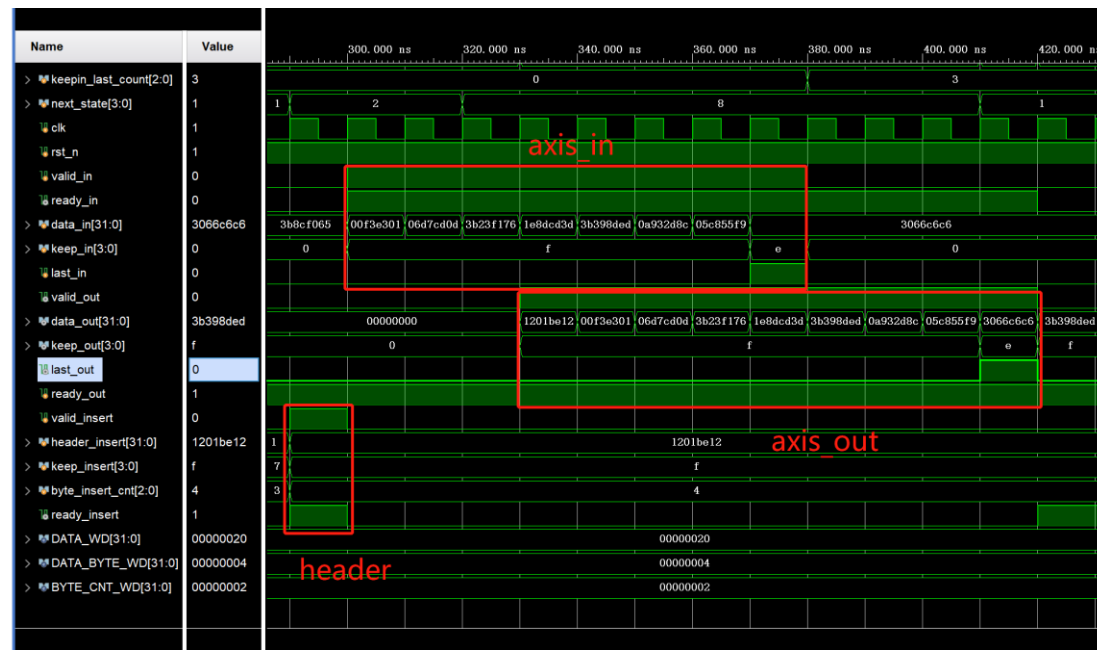 Name Value 300.000 ns 320.000 ns 340.000 ns 360.000 ns 380.000 ns 400.000 ns 420.000 n
keepin_last_count[2:0] 3 0 3
next_state[3:0] 1 1 2 8 1
clk 1
rst_n 1 axis_in
valid_in 0
ready_in 0
data_in[31:0] 3066c6c6 3b8cf065 00f3e301 06d7cd0d 3b23f176 1e8dcd3d 3b398ded 0a932d8c 05c855f9 3066c6c6
keep_in[3:0] 0 0 f e 0
last_in 0
valid_out 0
data_out[31:0] 3b398ded 00000000 1201be12 00f3e301 06d7cd0d 3b23f176 1e8dcd3d 3b398ded 0a932d8c 05c855f9 3066c6c6 3b398ded
keep_out[3:0] f 0 f e f
last_out 0
ready_out 1
valid_insert 0
header_insert[31:0] 1201be12 1 1201be12 axis_out
keep_insert[3:0] f 7 f
byte_insert_cnt[2:0] 4 3 4
ready_insert 1
DATA_WD[31:0] 00000020 00000020
DATA_BYTE_WD[31:0] 00000004 header 00000004
BYTE_CNT_WD[31:0] 00000002 00000002